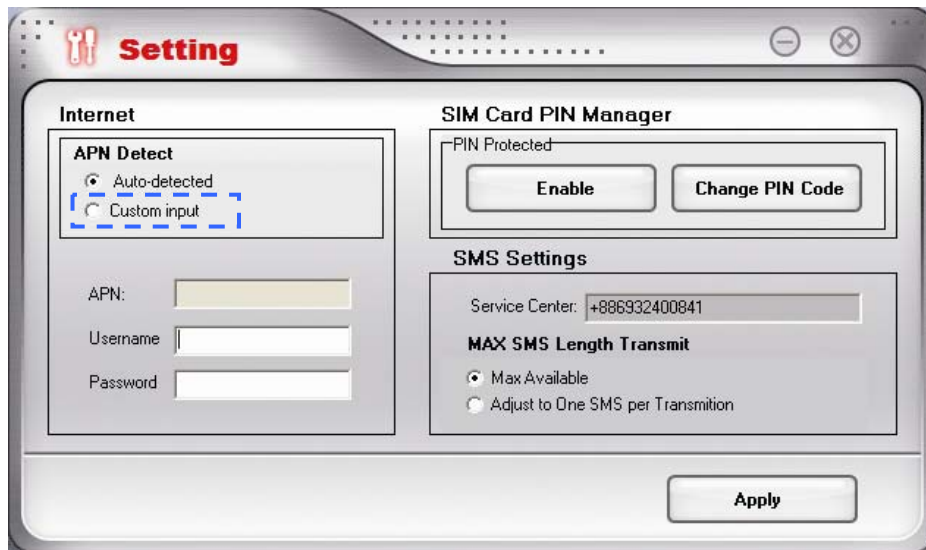 Setting
Internet
APN Detect
Auto-detected
Custom input
APN:
Username
Password
SIM Card PIN Manager
PIN Protected
Enable
Change PIN Code
SMS Settings
Service Center: +886932400841
MAX SMS Length Transmit
Max Available
Adjust to One SMS per Transmition
Apply